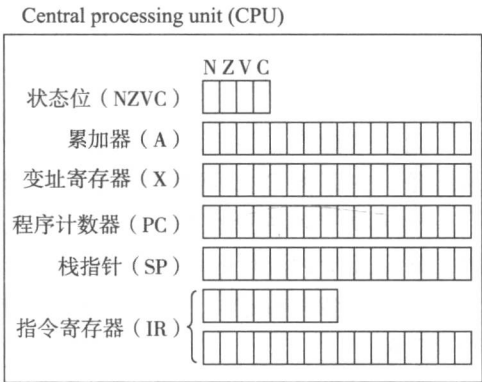 Central processing unit (CPU)
N Z V C
状态位（NZVC）
累加器（A）
变址寄存器（X）
程序计数器（PC）
栈指针（SP）
指令寄存器（IR）